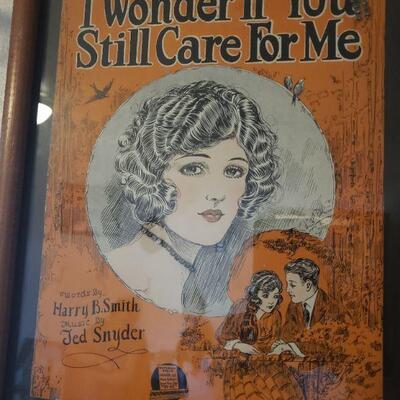 I Wonder If You
Still Care For Me
Words By
Harry B. Smith
Music By
Ted Snyder